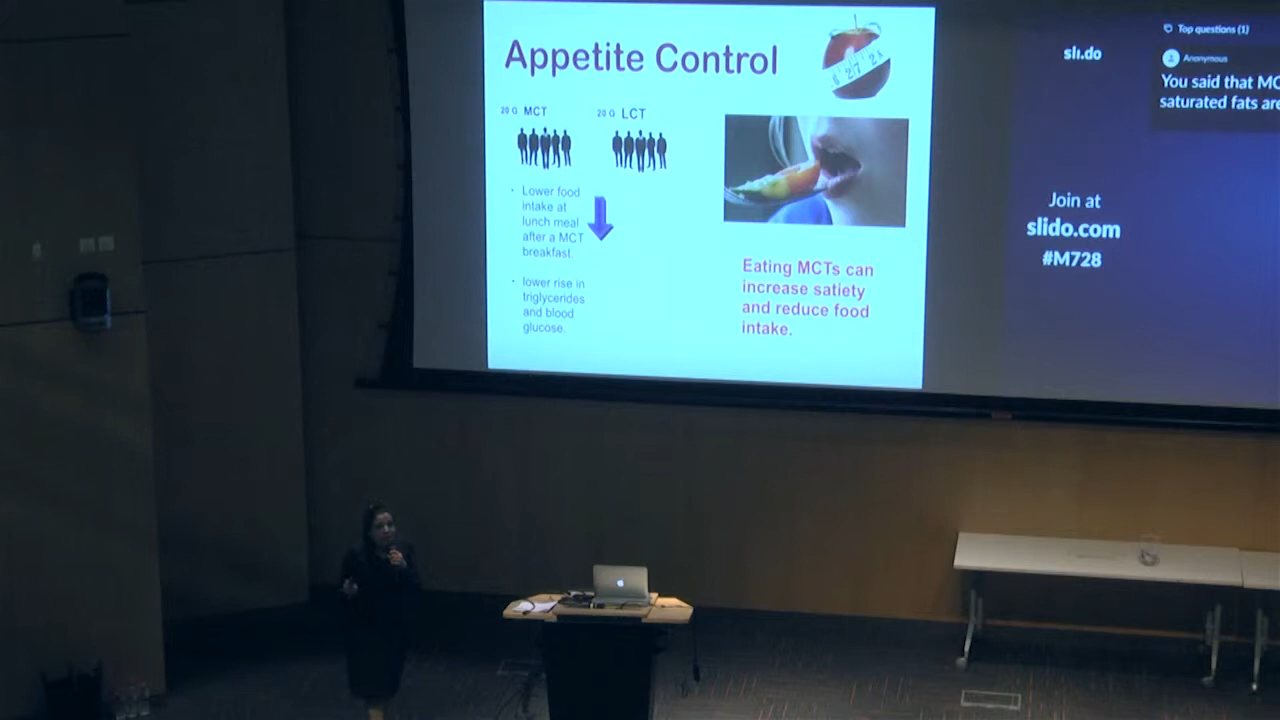 Appetite Control
20 G MCT
20 G LCT
• Lower food
intake at
lunch meal
after a MCT
breakfast
• lower rise in
triglycerides
and blood
glucose.
Eating MCTs can
increase satiety
and reduce food
intake.
sli.do
Join at
slido.com
#M728
Top questions (1)
Anonymous
You said that MC
saturated fats are